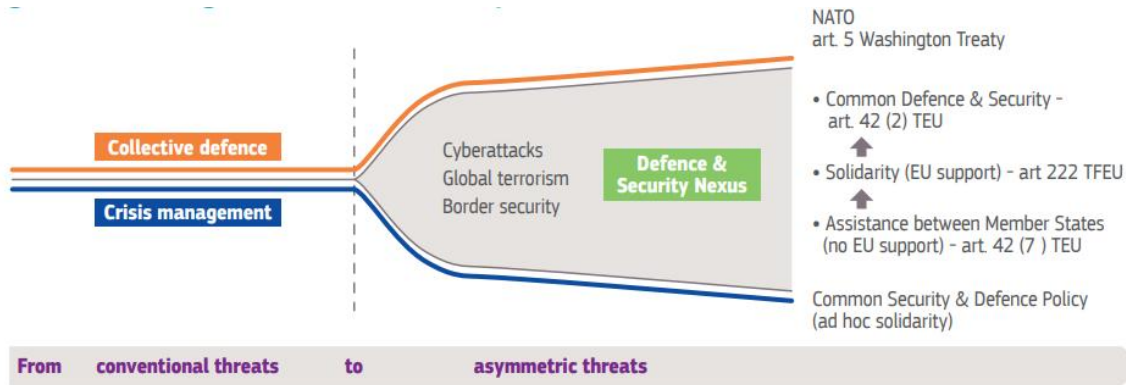 NATO
art. 5 Washington Treaty
Collective defence
Crisis management
Cyberattacks
Global terrorism
Border security
Defence &
Security Nexus
• Common Defence & Security –
art. 42 (2) TEU
• Solidarity (EU support) – art 222 TFEU
• Assistance between Member States
(no EU support) – art. 42 (7 ) TEU
Common Security & Defence Policy
(ad hoc solidarity)
From conventional threats to asymmetric threats